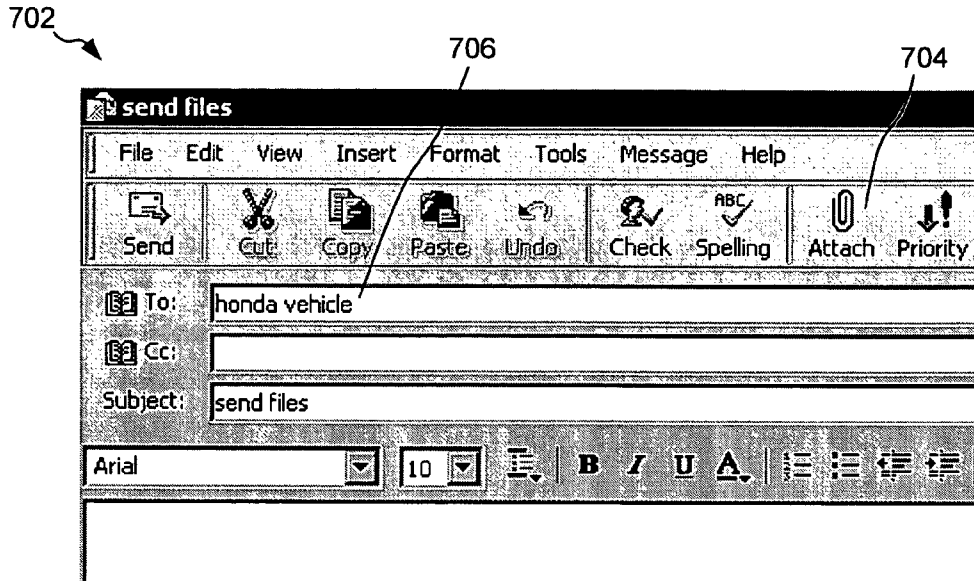 702
706
704
send files
File Edit View Insert Format Tools Message Help
ABC
Send Cut Copy Paste Undo Check Spelling Attach Priority
To: honda vehicle
Cc:
Subject: send files
Arial 10 B I U A